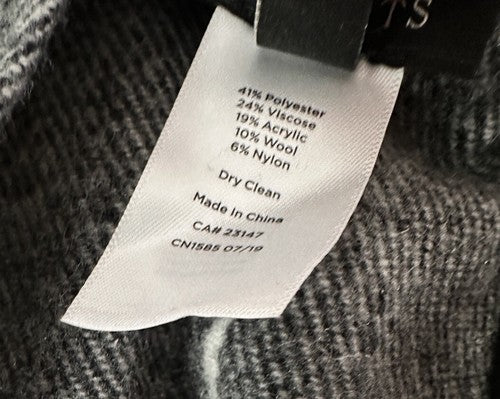 TS
41% Polyester
24% Viscose
19% Acrylic
10% Wool
6% Nylon
Dry Clean
Made in China
CA# 23147
CN1585 07/19